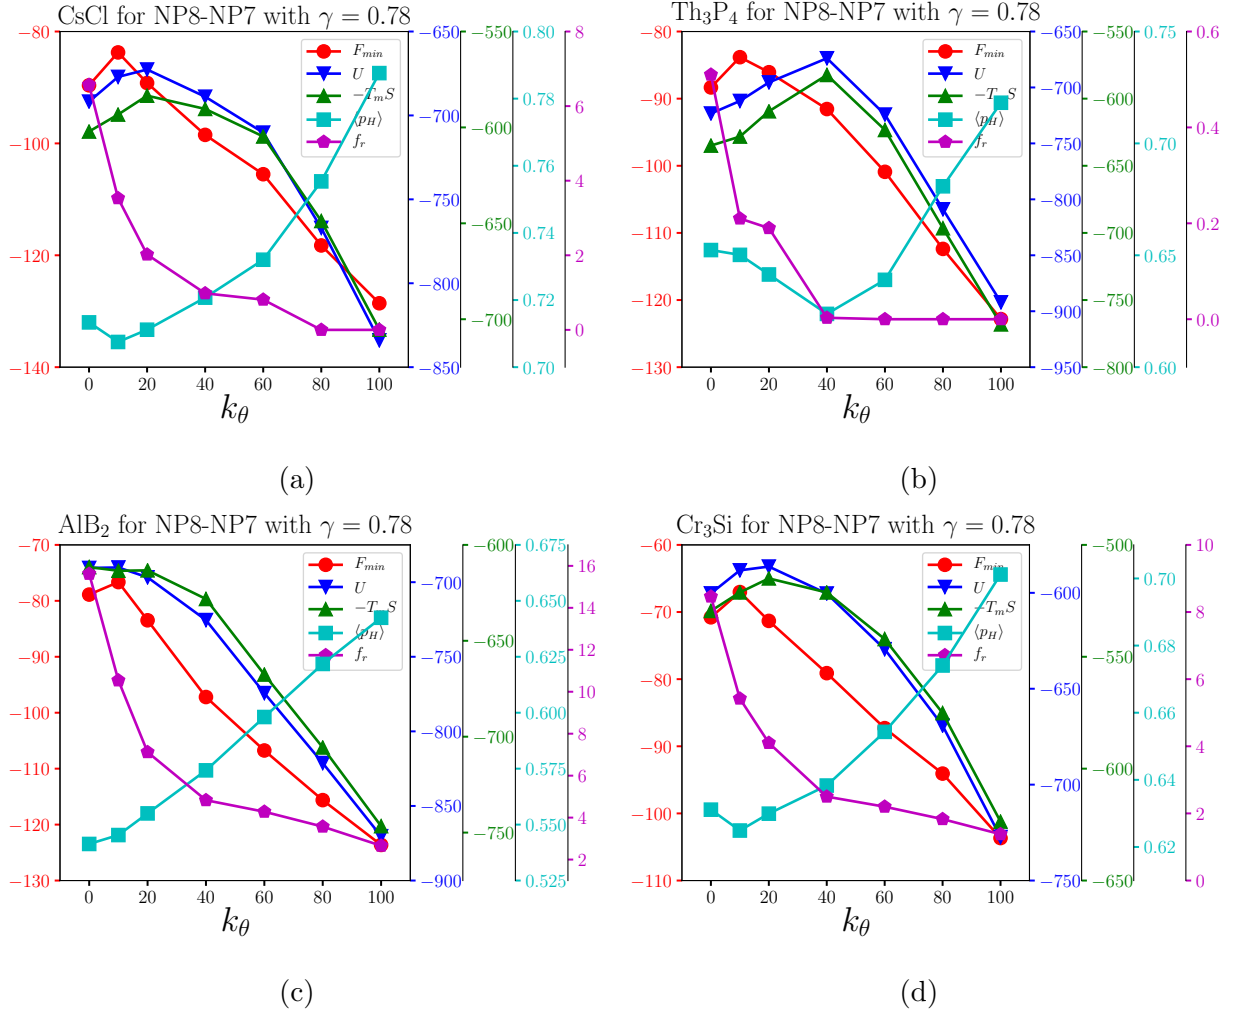 CsCl for NP8-NP7 with γ = 0.78
−80
−100
−120
−140
0 20 40 60 80 100
k_θ
F_min
U
−T_mS
⟨p_H⟩
f_r
−650
−700
−750
−800
−850
−550
−600
−650
−700
0.80
0.78
0.76
0.74
0.72
0.70
8
6
4
2
0
(a)
Th₃P₄ for NP8-NP7 with γ = 0.78
−80
−90
−100
−110
−120
−130
0 20 40 60 80 100
k_θ
F_min
U
−T_mS
⟨p_H⟩
f_r
−650
−700
−750
−800
−850
−900
−950
−550
−600
−650
−700
−750
−800
0.75
0.70
0.65
0.60
0.6
0.4
0.2
0.0
(b)
AlB₂ for NP8-NP7 with γ = 0.78
−70
−80
−90
−100
−110
−120
−130
0 20 40 60 80 100
k_θ
F_min
U
−T_mS
⟨p_H⟩
f_r
−700
−750
−800
−850
−900
−600
−650
−700
−750
0.675
0.650
0.625
0.600
0.575
0.550
0.525
16
14
12
10
8
6
4
2
(c)
Cr₃Si for NP8-NP7 with γ = 0.78
−60
−70
−80
−90
−100
−110
0 20 40 60 80 100
k_θ
F_min
U
−T_mS
⟨p_H⟩
f_r
−600
−650
−700
−750
−500
−550
−600
−650
0.70
0.68
0.66
0.64
0.62
10
8
6
4
2
0
(d)